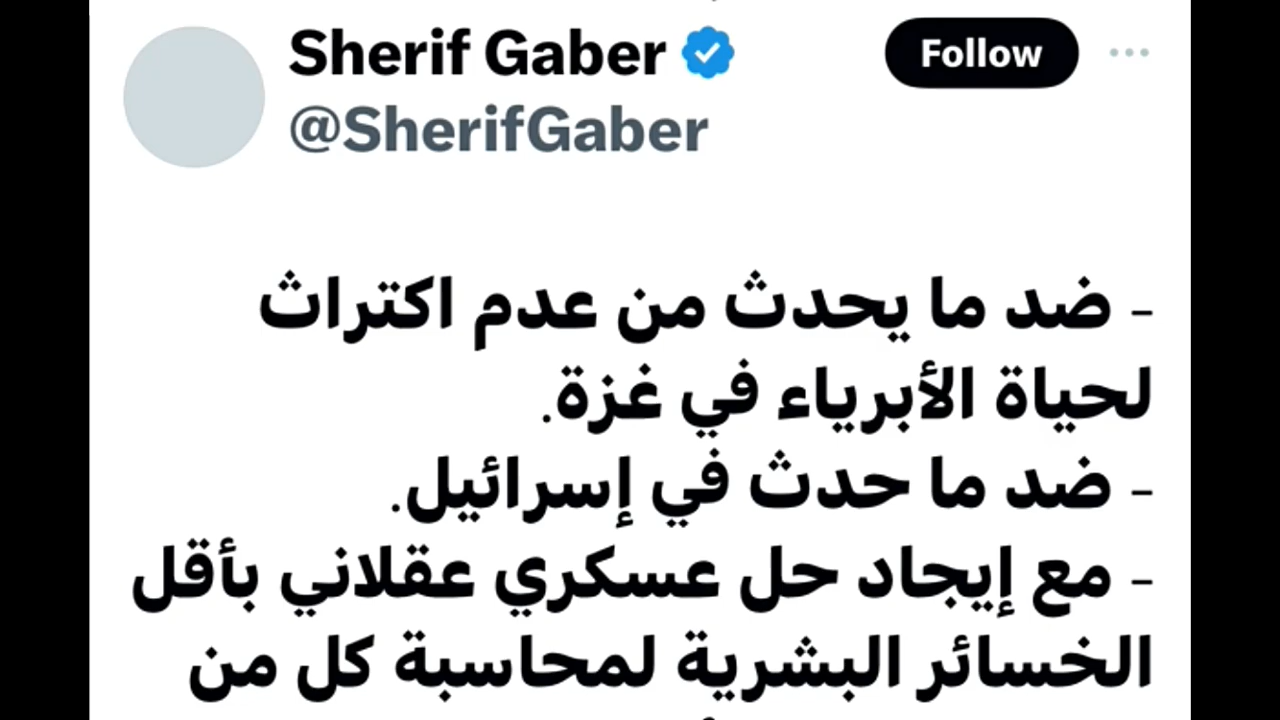 Sherif Gaber
Follow
@SherifGaber
- ضد ما يحدث من عدم اكتراث
لحياة الأبرياء في غزة.
- ضد ما حدث في إسرائيل.
- مع إيجاد حل عسكري عقلاني بأقل
الخسائر البشرية لمحاسبة كل من